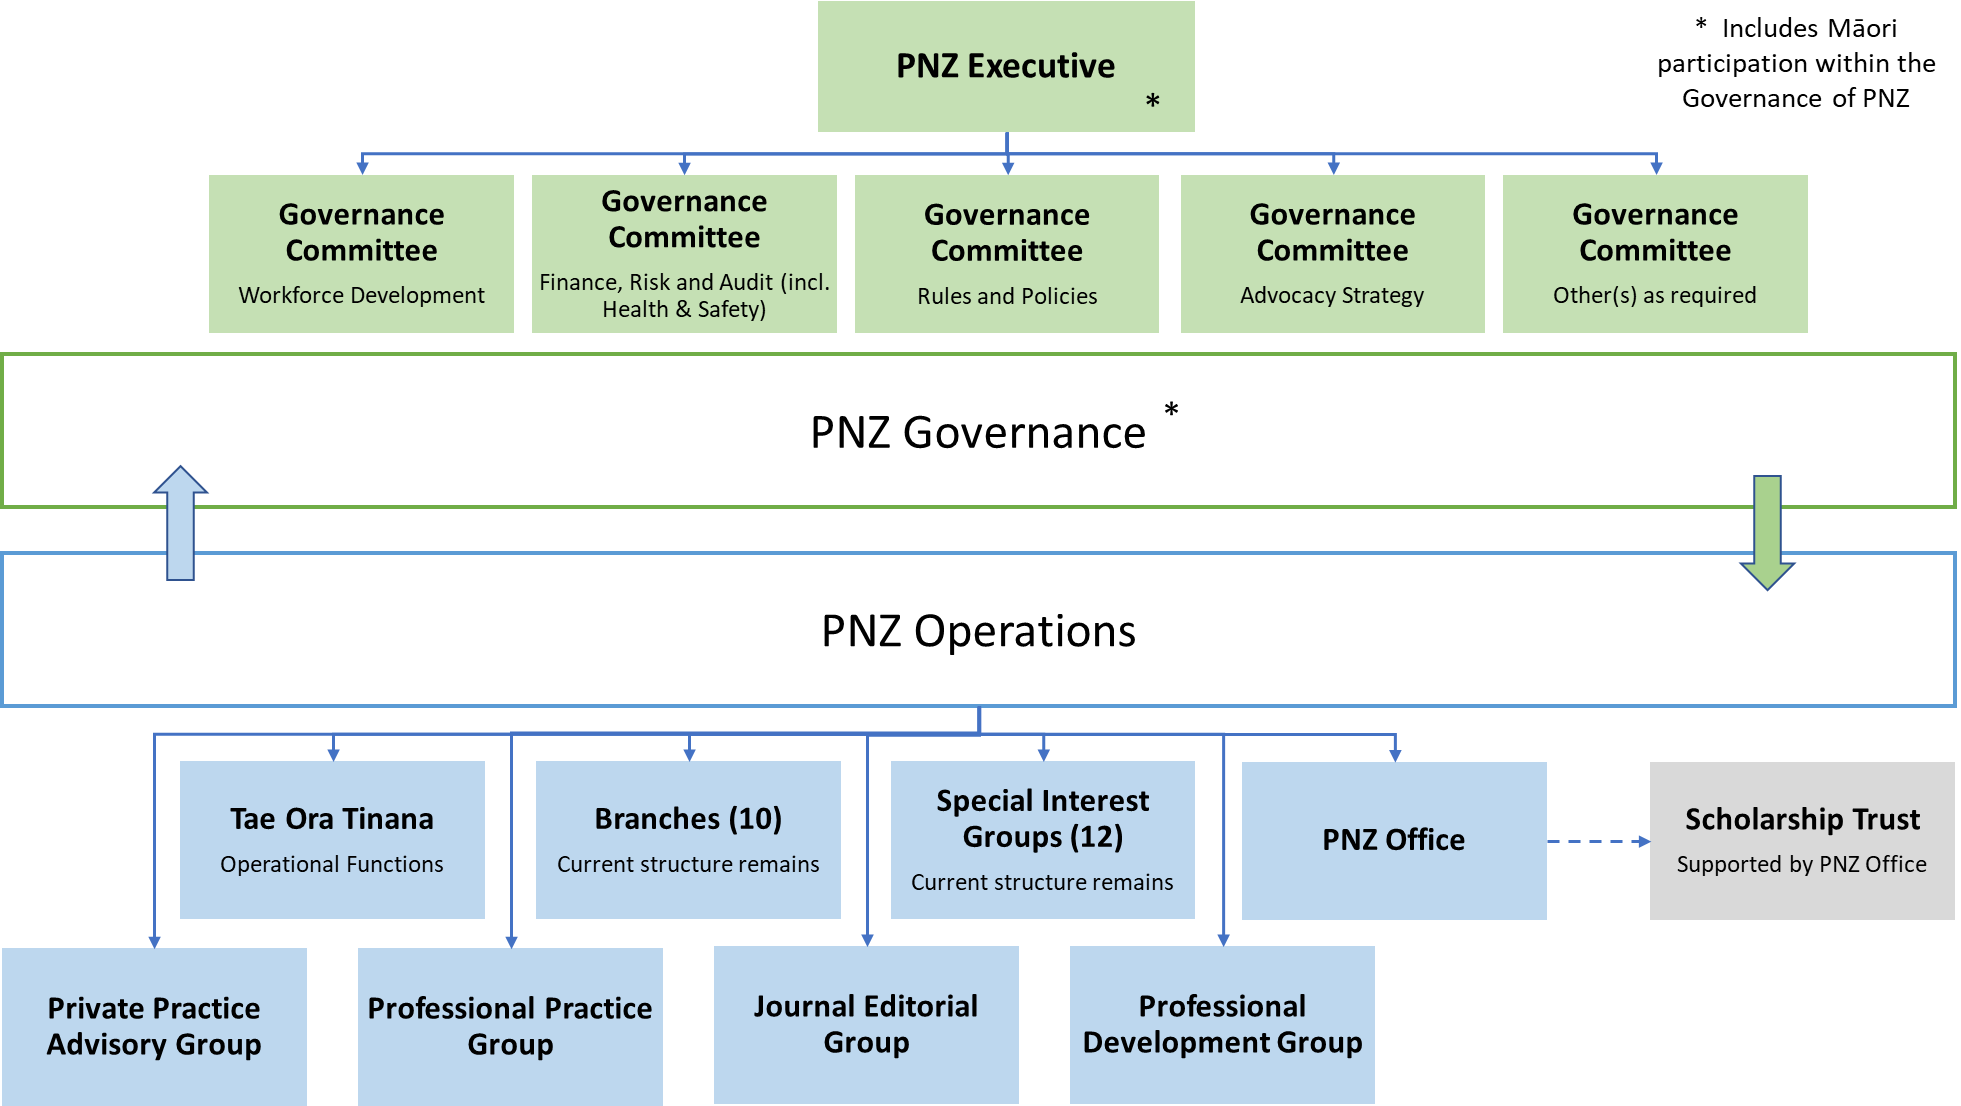 PNZ Executive
*
* Includes Māori
participation within the
Governance of PNZ
Governance
Committee
Workforce Development
Governance
Committee
Finance, Risk and Audit (incl.
Health & Safety)
Governance
Committee
Rules and Policies
Governance
Committee
Advocacy Strategy
Governance
Committee
Other(s) as required
PNZ Governance *
PNZ Operations
Tae Ora Tinana
Operational Functions
Branches (10)
Current structure remains
Special Interest
Groups (12)
Current structure remains
PNZ Office
Scholarship Trust
Supported by PNZ Office
Private Practice
Advisory Group
Professional Practice
Group
Journal Editorial
Group
Professional
Development Group